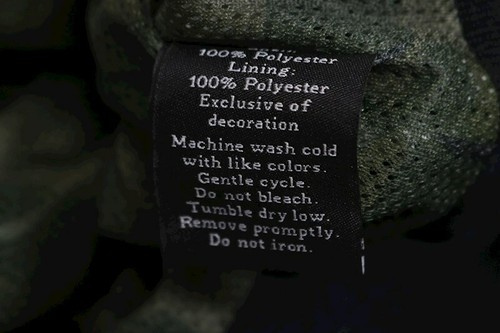 100% Polyester
Lining:
100% Polyester
Exclusive of
decoration
Machine wash cold
with like colors.
Gentle cycle.
Do not bleach.
Tumble dry low.
Remove promptly.
Do not iron.